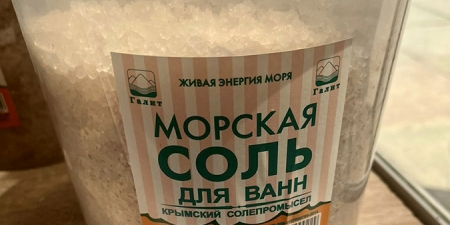 ЖИВАЯ ЭНЕРГИЯ МОРЯ
Галит
Галит
МОРСКАЯ
СОЛЬ
ДЛЯ ВАНН
КРЫМСКИЙ СОЛЕПРОМЫСЕЛ